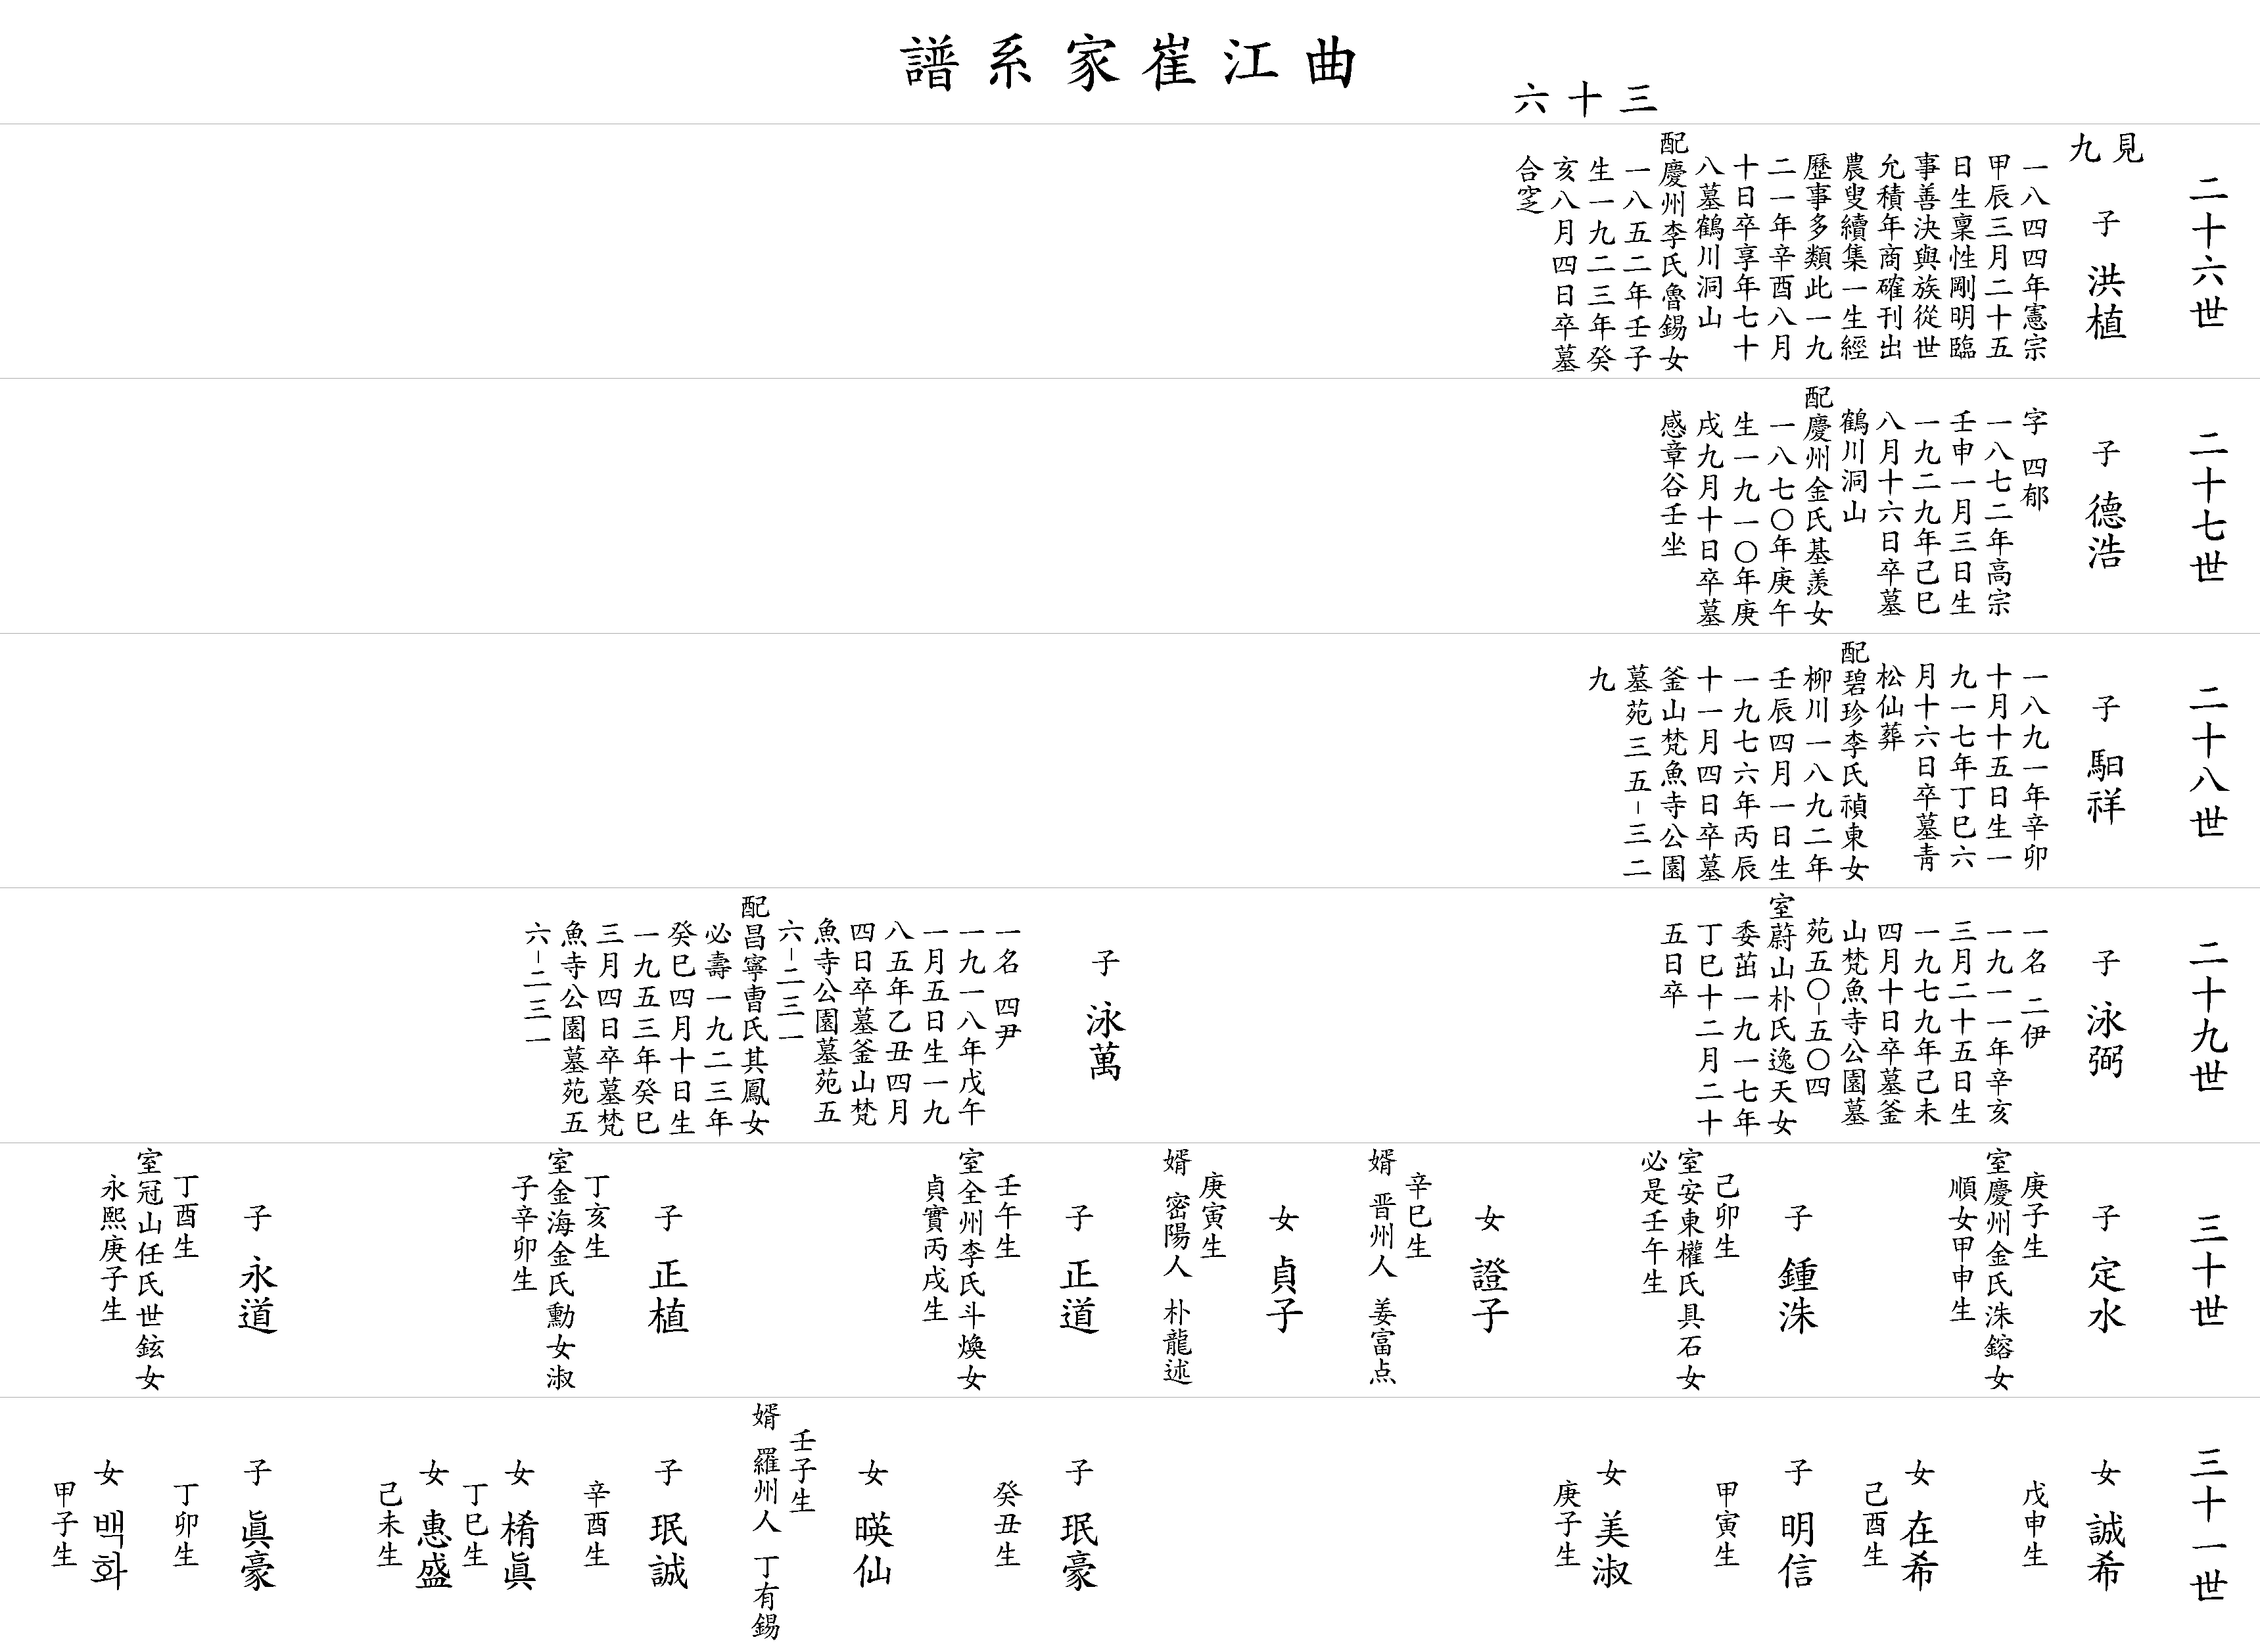 曲江崔家系譜
三十六
二十六世
見九
子 洪植
一八四四年憲宗
甲辰三月二十五
日生稟性剛明臨
事善決與族從世
允積年商確刊出
農叟續集一生經
歷事多類此一九
二一年辛酉八月
十日卒享年七十
八墓鶴川洞山
配慶州李氏魯錫女
一八五二年壬子
生一九二三年癸
亥八月四日卒墓
合窆
二十七世
子 德浩
字 四郁
一八七二年高宗
壬申一月三日生
一九二九年己巳
八月十六日卒墓
鶴川洞山
配慶州金氏基羨女
一八七〇年庚午
生一九一〇年庚
戌九月十日卒墓
感章谷壬坐
二十八世
子 馹祥
一八九一年辛卯
十月十五日生一
九一七年丁巳六
月十六日卒墓靑
松仙葬
配碧珍李氏禎東女
柳川一八九二年
壬辰四月一日生
一九七六年丙辰
十一月四日卒墓
釜山梵魚寺公園
墓苑三五-三二
九
二十九世
子 泳弼
一名 二伊
一九一一年辛亥
三月二十五日生
一九七九年己未
四月十日卒墓釜
山梵魚寺公園墓
苑五〇-五〇四
室蔚山朴氏逸天女
委茁一九一七年
丁巳十二月二十
五日卒
子 泳萬
一名 四尹
一九一八年戊午
一月五日生一九
八五年乙丑四月
四日卒墓釜山梵
魚寺公園墓苑五
六-二三一
配昌寧曺氏其鳳女
必壽一九二三年
癸巳四月十日生
一九五三年癸巳
三月四日卒墓梵
魚寺公園墓苑五
六-二三一
三十世
子 定水
庚子生
室慶州金氏洙鎔女
順女甲申生
子 鍾洙
己卯生
室安東權氏具石女
必是壬午生
女 證子
辛巳生
婿 晋州人 姜富点
女 貞子
庚寅生
婿 密陽人 朴龍述
子 正道
壬午生
室全州李氏斗煥女
貞實丙戌生
子 正植
丁亥生
室金海金氏勳女淑
子辛卯生
子 永道
丁酉生
室冠山任氏世鉉女
永熙庚子生
三十一世
女 誠希
戊申生
女 在希
己酉生
子 明信
甲寅生
女 美淑
庚子生
子 珉豪
癸丑生
女 暎仙
壬子生
婿 羅州人 丁有錫
子 珉誠
辛酉生
女 楕眞
丁巳生
女 惠盛
己未生
子 眞豪
丁卯生
女 백화
甲子生